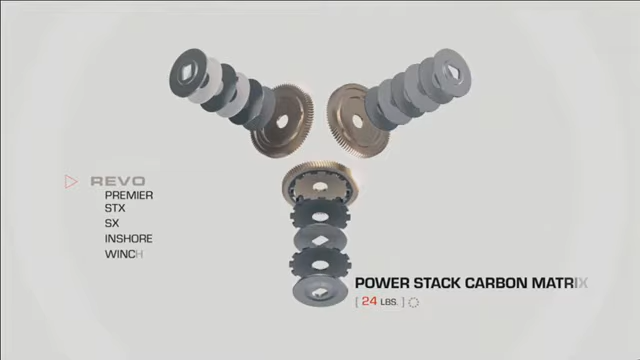 REVO
PREMIER
STX
SX
INSHORE
WINCH
POWER STACK CARBON MATRIX
[ 24 LBS. ]